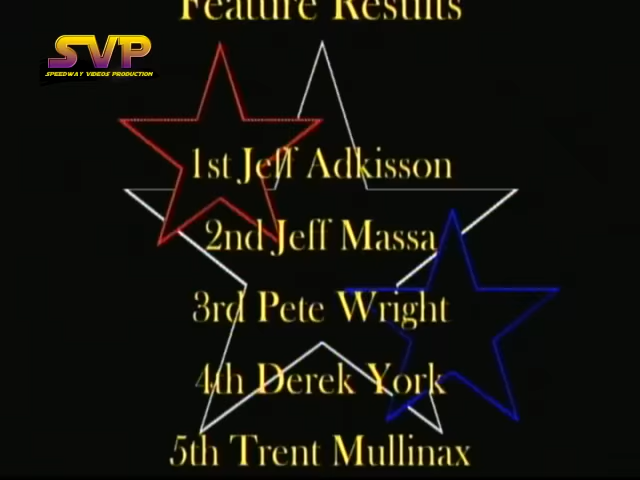 Feature Results
SVP
SPEEDWAY VIDEOS PRODUCTION
1st Jeff Adkisson
2nd Jeff Massa
3rd Pete Wright
4th Derek York
5th Trent Mullinax